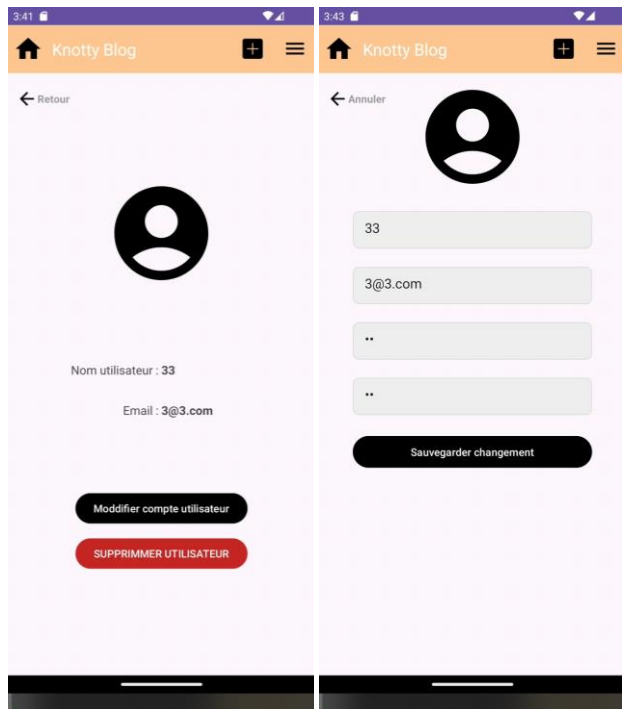 3:41
Knotty Blog
Retour
Nom utilisateur : 33
Email : 3@3.com
Moddifier compte utilisateur
SUPPRIMMER UTILISATEUR
3:43
Knotty Blog
Annuler
33
3@3.com
••
••
Sauvegarder changement